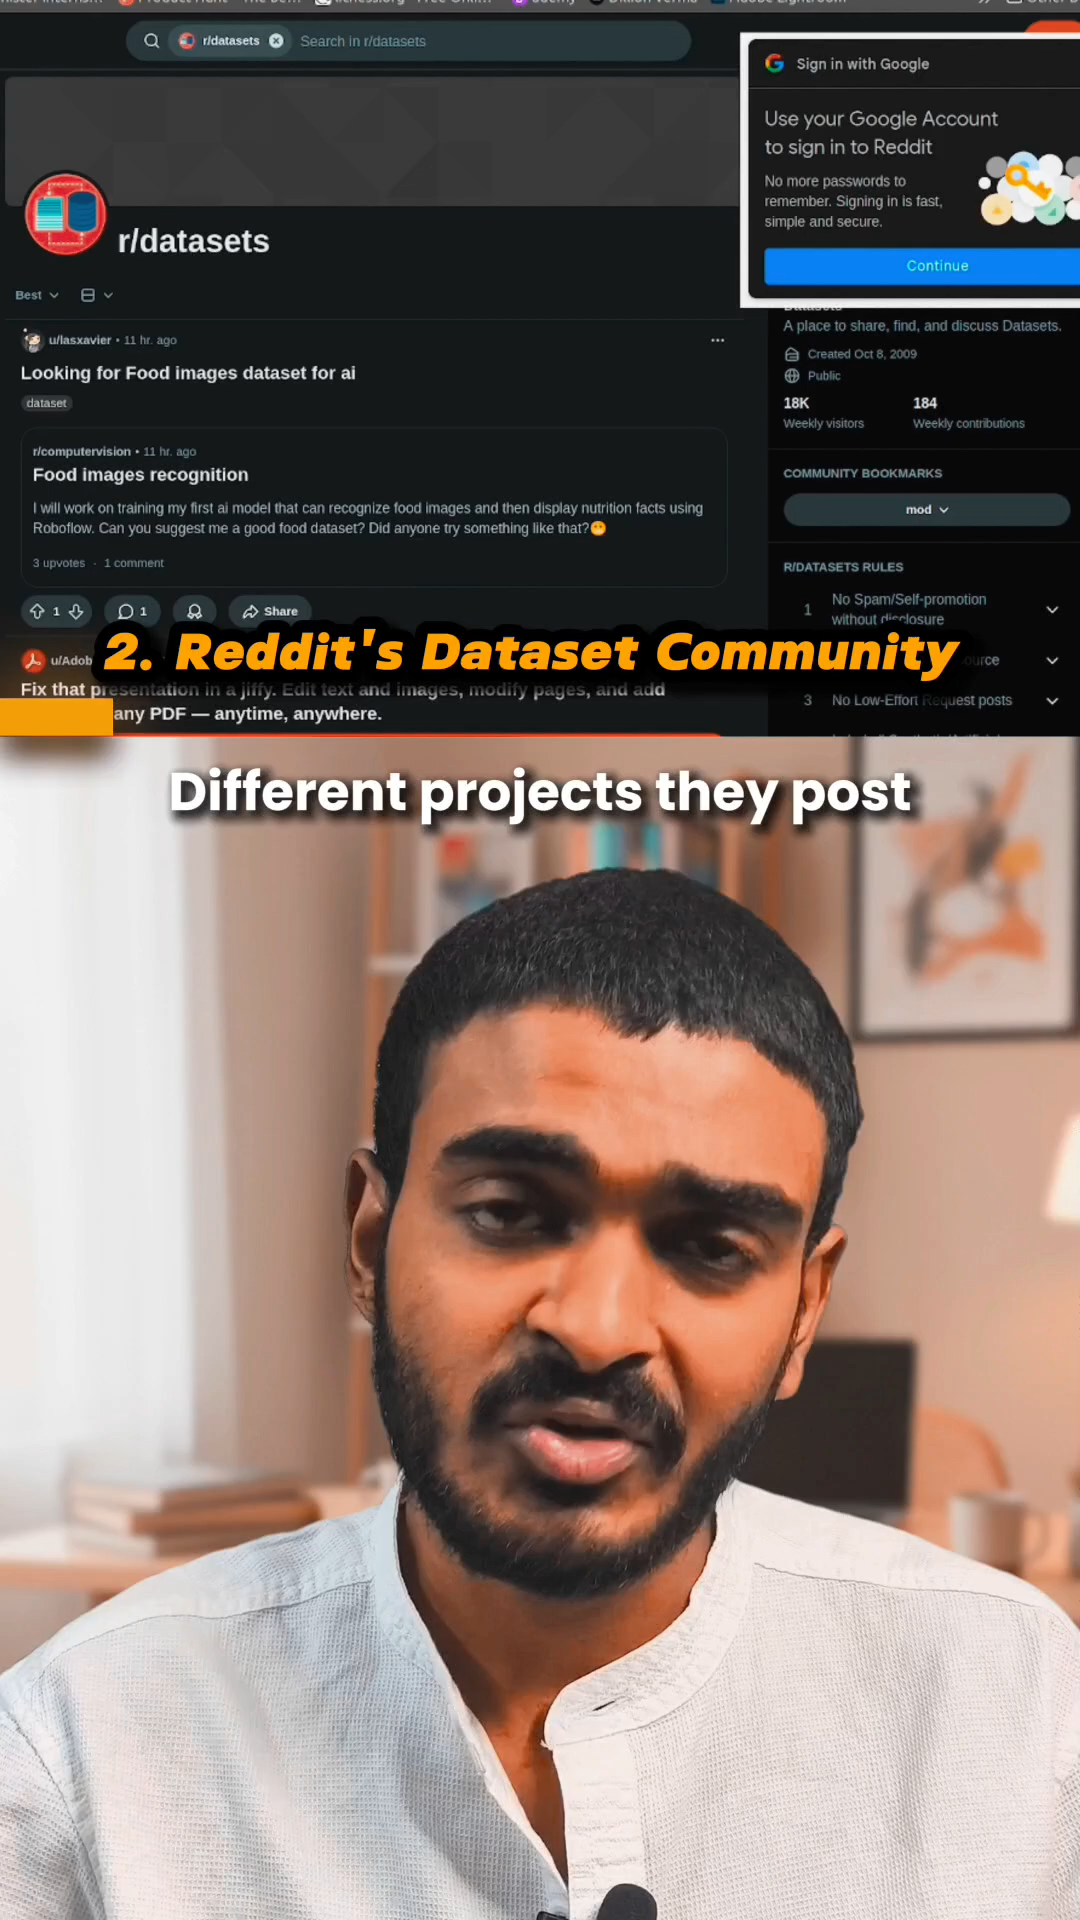 r/datasets
Search in r/datasets
Sign in with Google
Use your Google Account
to sign in to Reddit
No more passwords to
remember. Signing in is fast,
simple and secure.
Continue
r/datasets
Best
u/lasxavier • 11 hr. ago
Looking for Food images dataset for ai
dataset
r/computervision • 11 hr. ago
Food images recognition
I will work on training my first ai model that can recognize food images and then display nutrition facts using
Roboflow. Can you suggest me a good food dataset? Did anyone try something like that?😬
3 upvotes · 1 comment
1
1
Share
Datasets
A place to share, find, and discuss Datasets.
Created Oct 8, 2009
Public
18K
184
Weekly visitors
Weekly contributions
COMMUNITY BOOKMARKS
mod
R/DATASETS RULES
1
No Spam/Self-promotion
without disclosure
3
No Low-Effort Request posts
2. Reddit's Dataset Community
u/Adob
Fix that presentation in a jiffy. Edit text and images, modify pages, and add
any PDF — anytime, anywhere.
Different projects they post